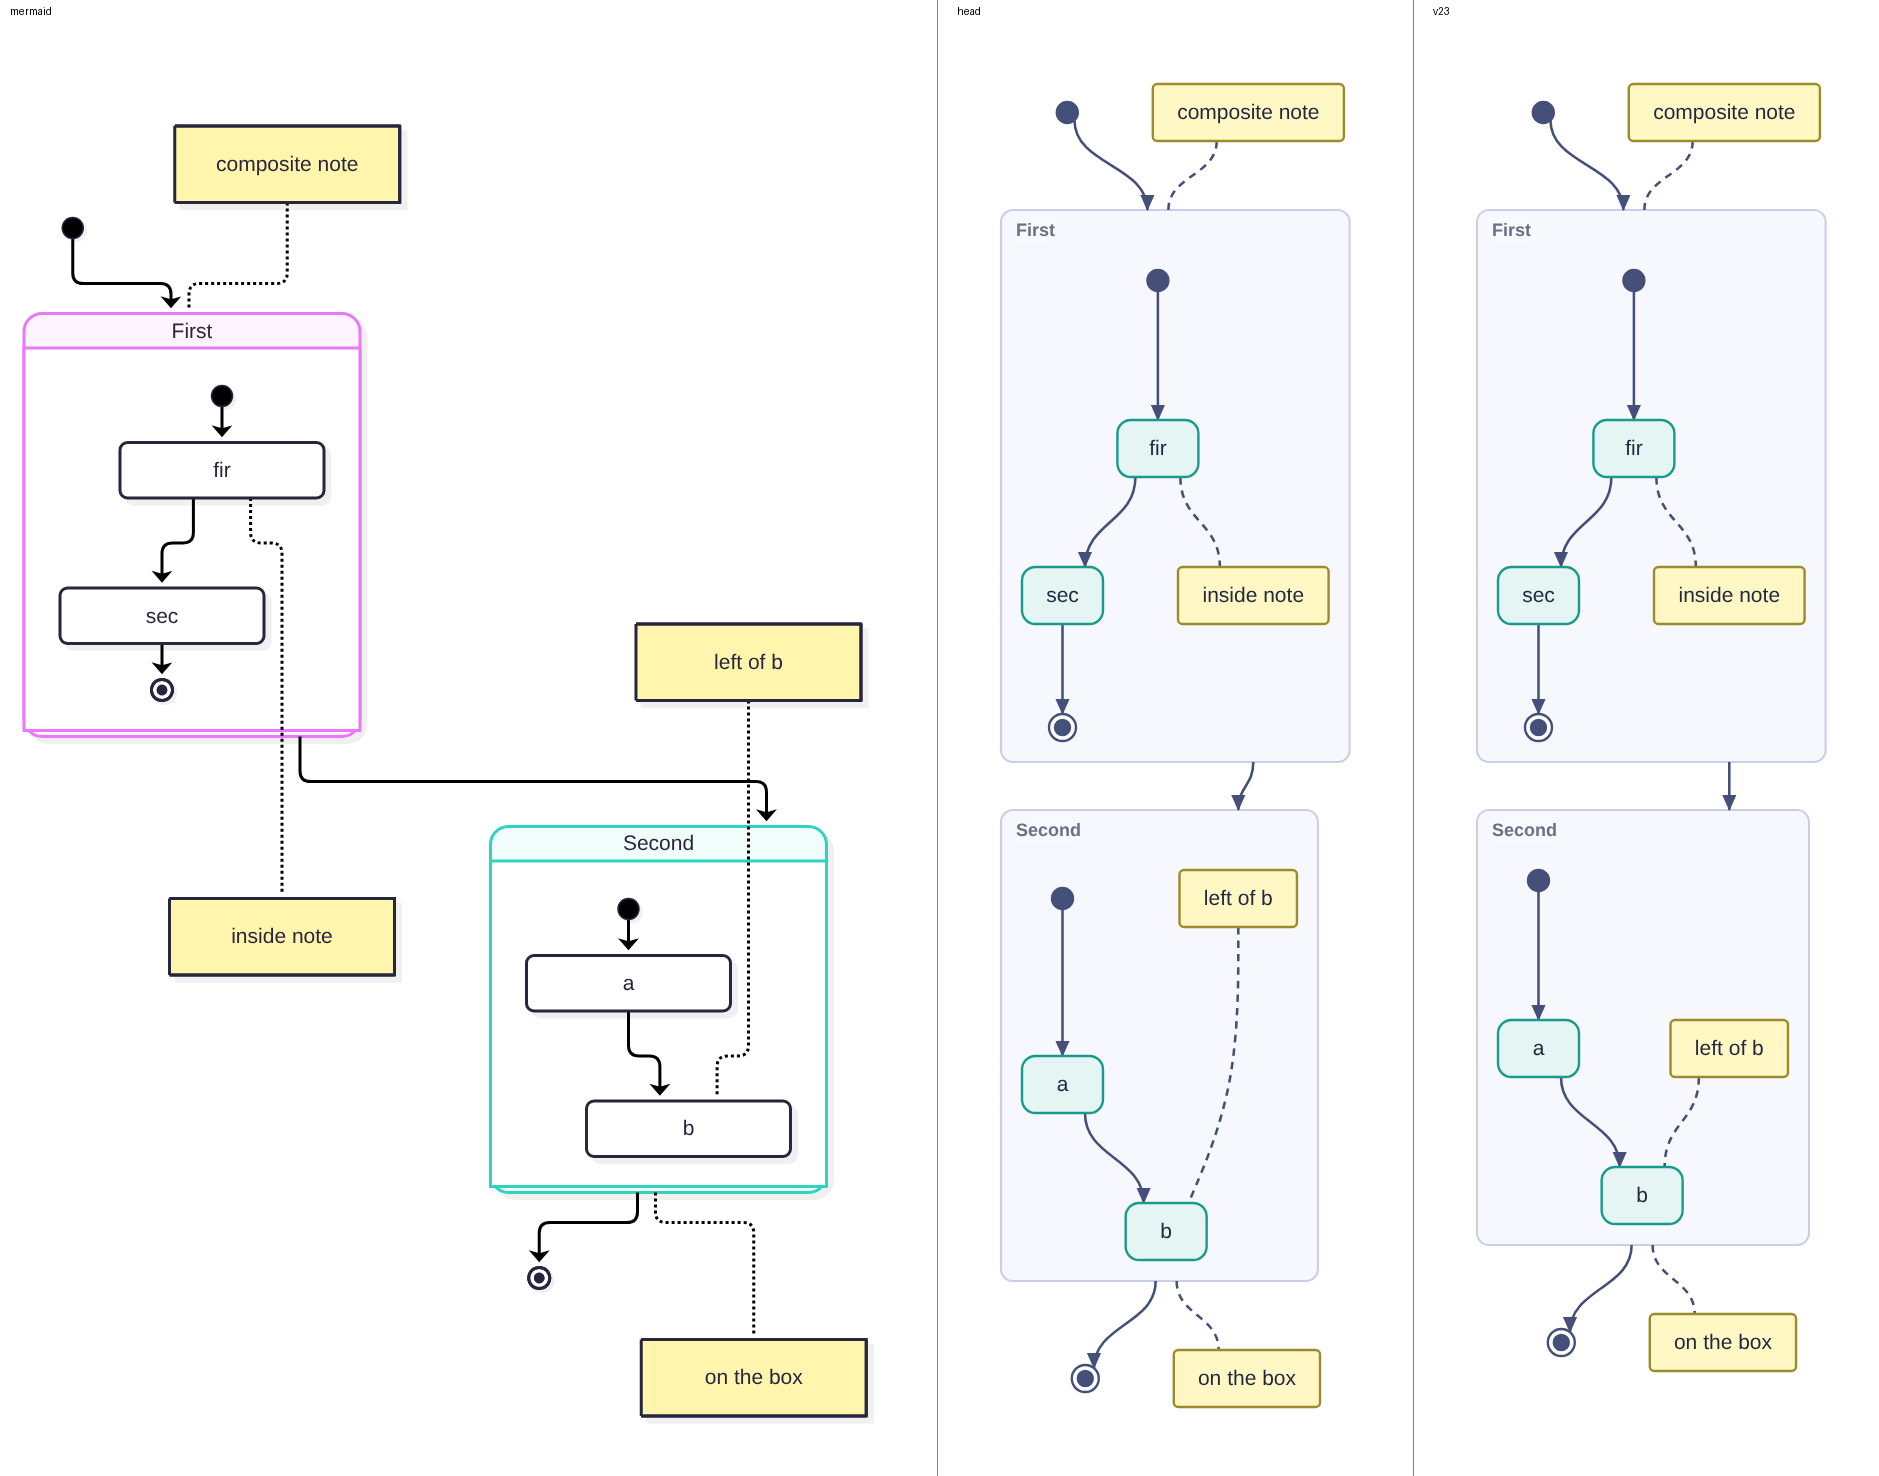 mermaid
composite note
First
fir
sec
left of b
Second
inside note
a
b
on the box
head
composite note
First
fir
sec
inside note
Second
left of b
a
b
on the box
v23
composite note
First
fir
sec
inside note
Second
a
left of b
b
on the box